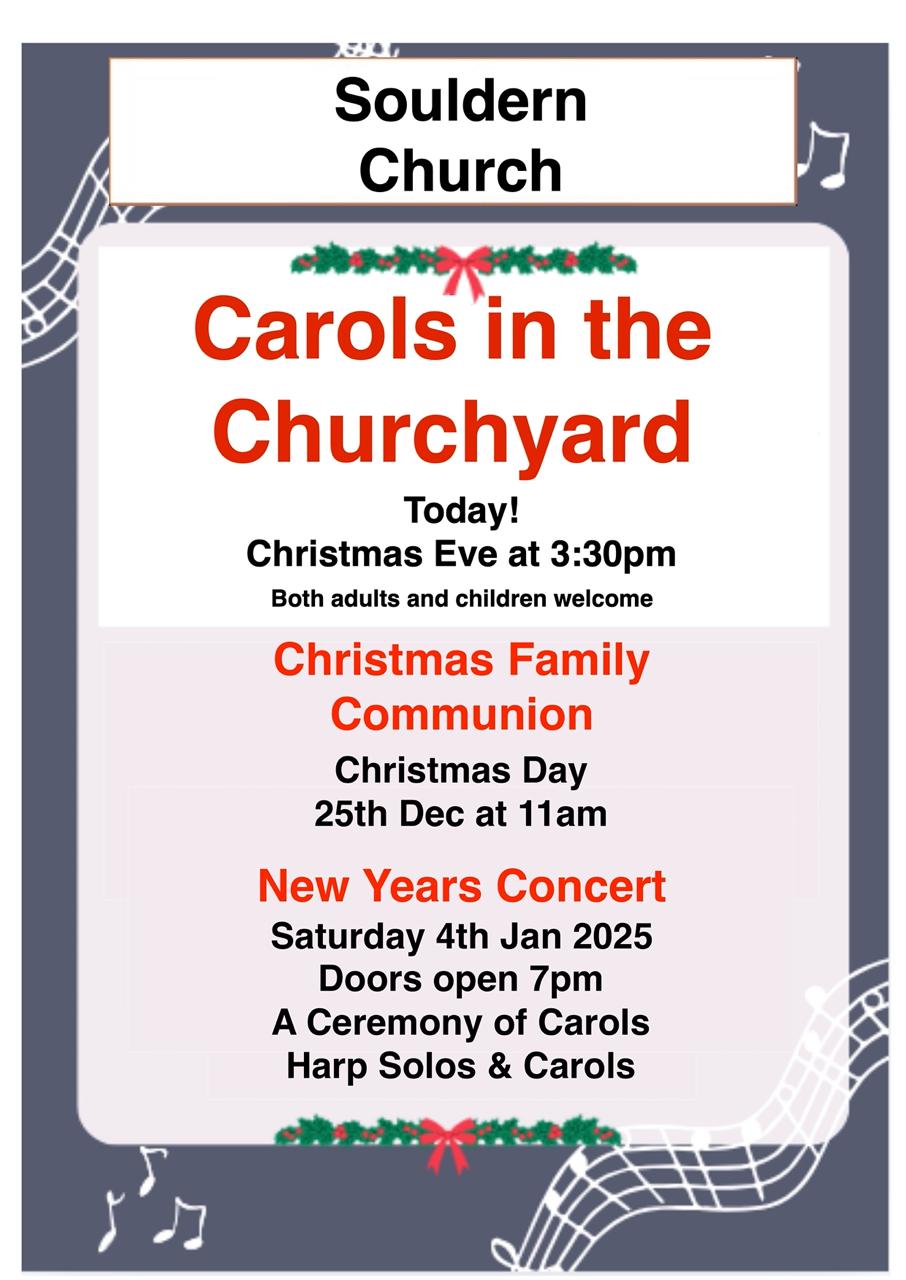 Souldern
Church
Carols in the
Churchyard
Today!
Christmas Eve at 3:30pm
Both adults and children welcome
Christmas Family
Communion
Christmas Day
25th Dec at 11am
New Years Concert
Saturday 4th Jan 2025
Doors open 7pm
A Ceremony of Carols
Harp Solos & Carols